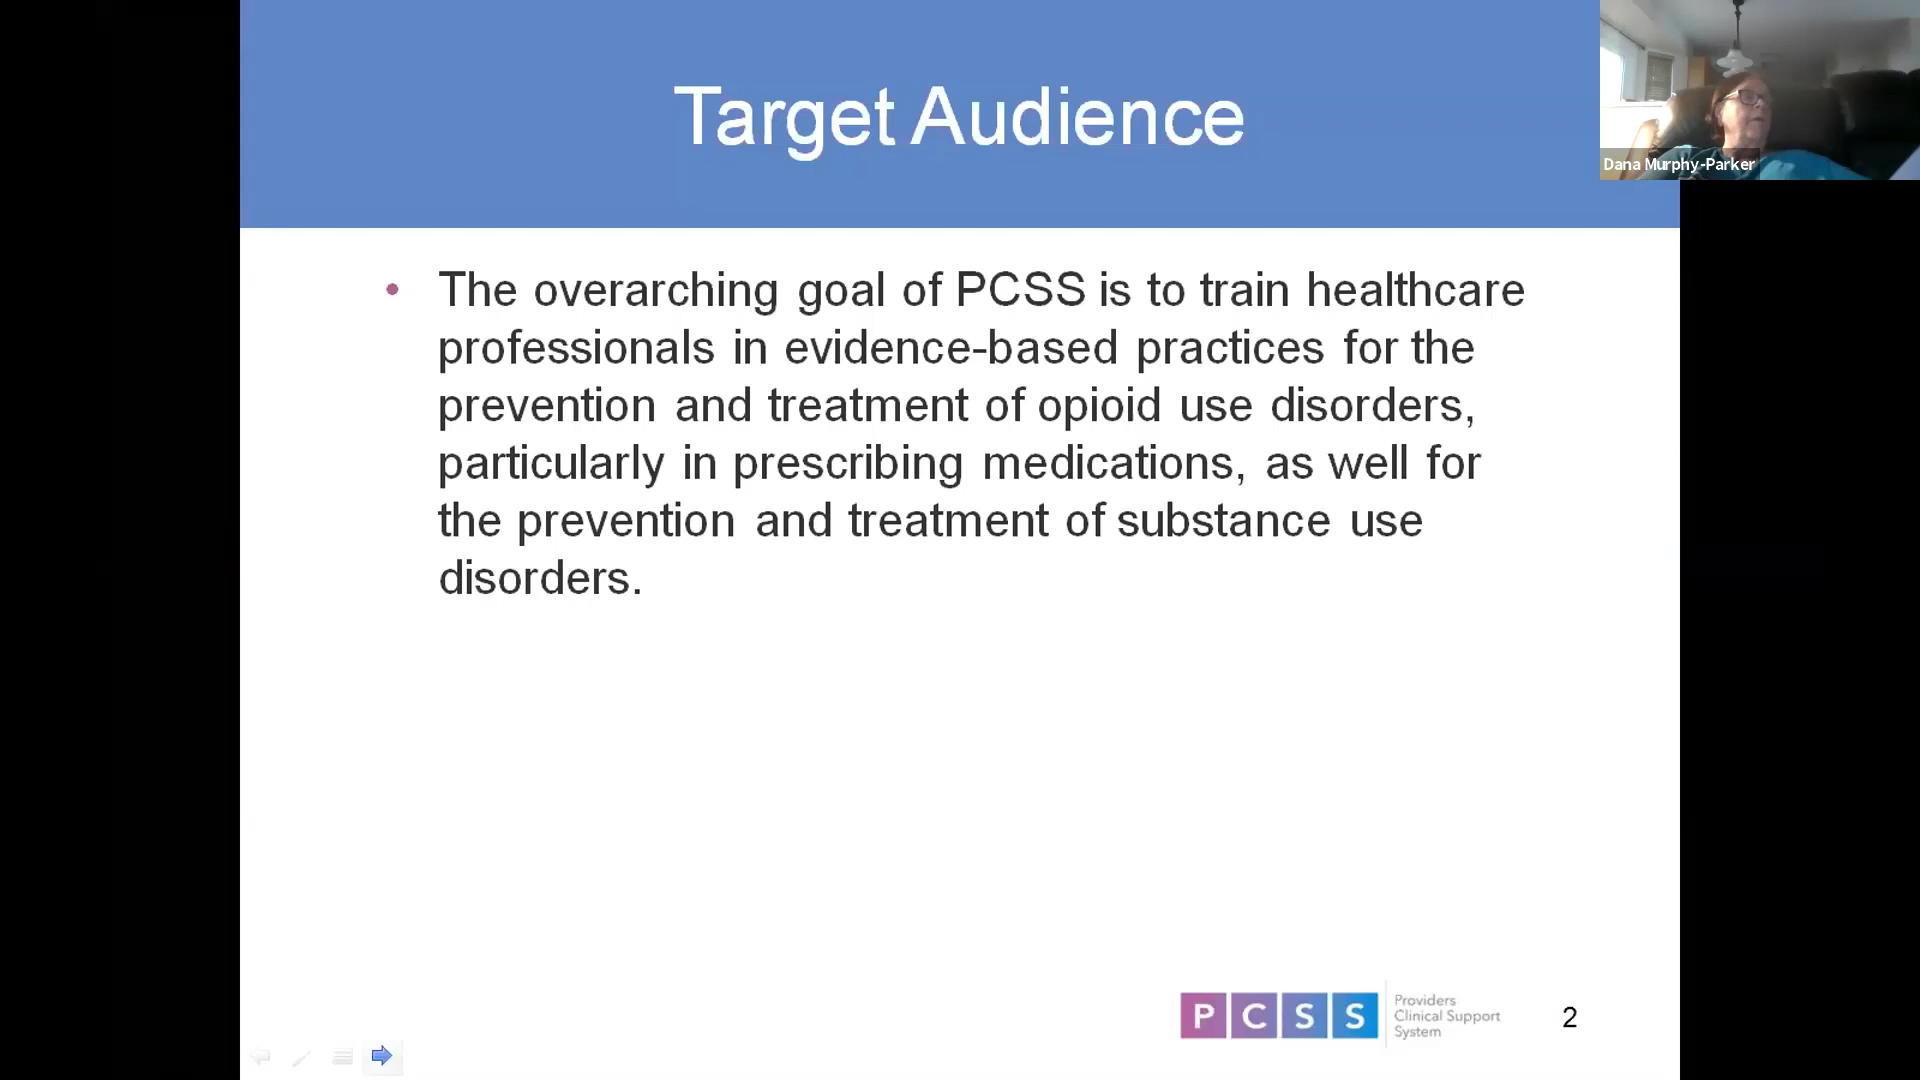 Target Audience
Dana Murphy-Parker
• The overarching goal of PCSS is to train healthcare
professionals in evidence-based practices for the
prevention and treatment of opioid use disorders,
particularly in prescribing medications, as well for
the prevention and treatment of substance use
disorders.
PCSS
Providers
Clinical Support
System
2